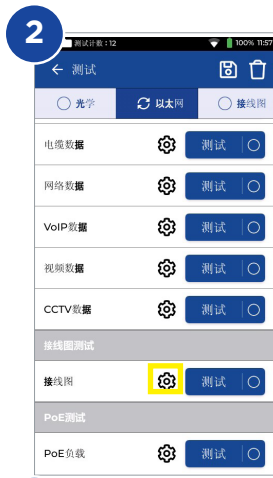 2
测试计数：12 100% 11:57
测试
光学 以太网 接线图
电缆数据 测试
网络数据 测试
VoIP数据 测试
视频数据 测试
CCTV数据 测试
接线图测试
接线图 测试
PoE测试
PoE负载 测试